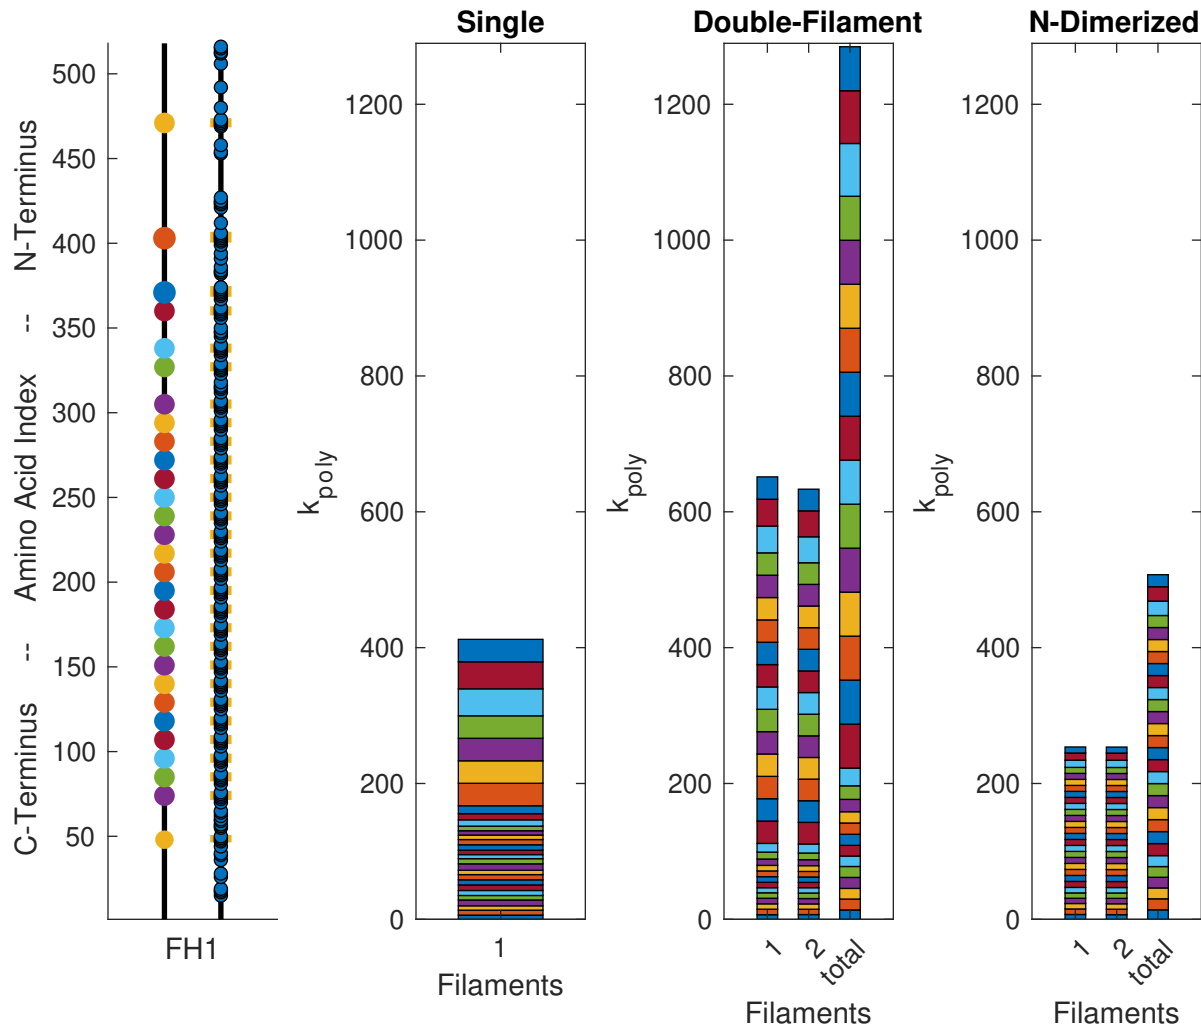 Single
Double-Filament
N-Dimerized
C-Terminus -- Amino Acid Index -- N-Terminus
500
450
400
350
300
250
200
150
100
50
FH1
k_poly
1200
1000
800
600
400
200
0
1
Filaments
k_poly
1200
1000
800
600
400
200
0
1
2
total
Filaments
k_poly
1200
1000
800
600
400
200
0
1
2
total
Filaments